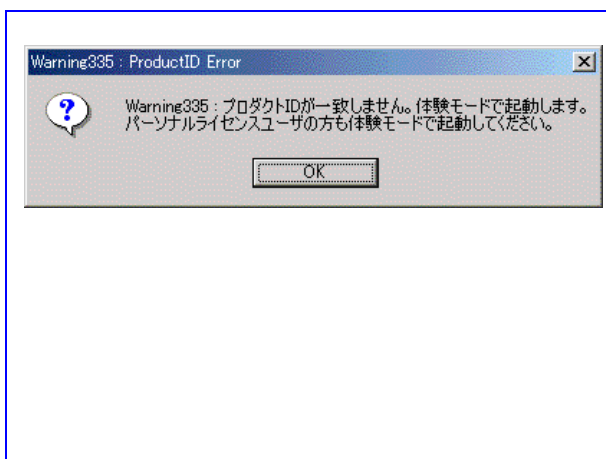 Warning335 : ProductID Error
Warning335 : プロダクトIDが一致しません。体験モードで起動します。
パーソナルライセンスユーザの方も体験モードで起動してください。
OK